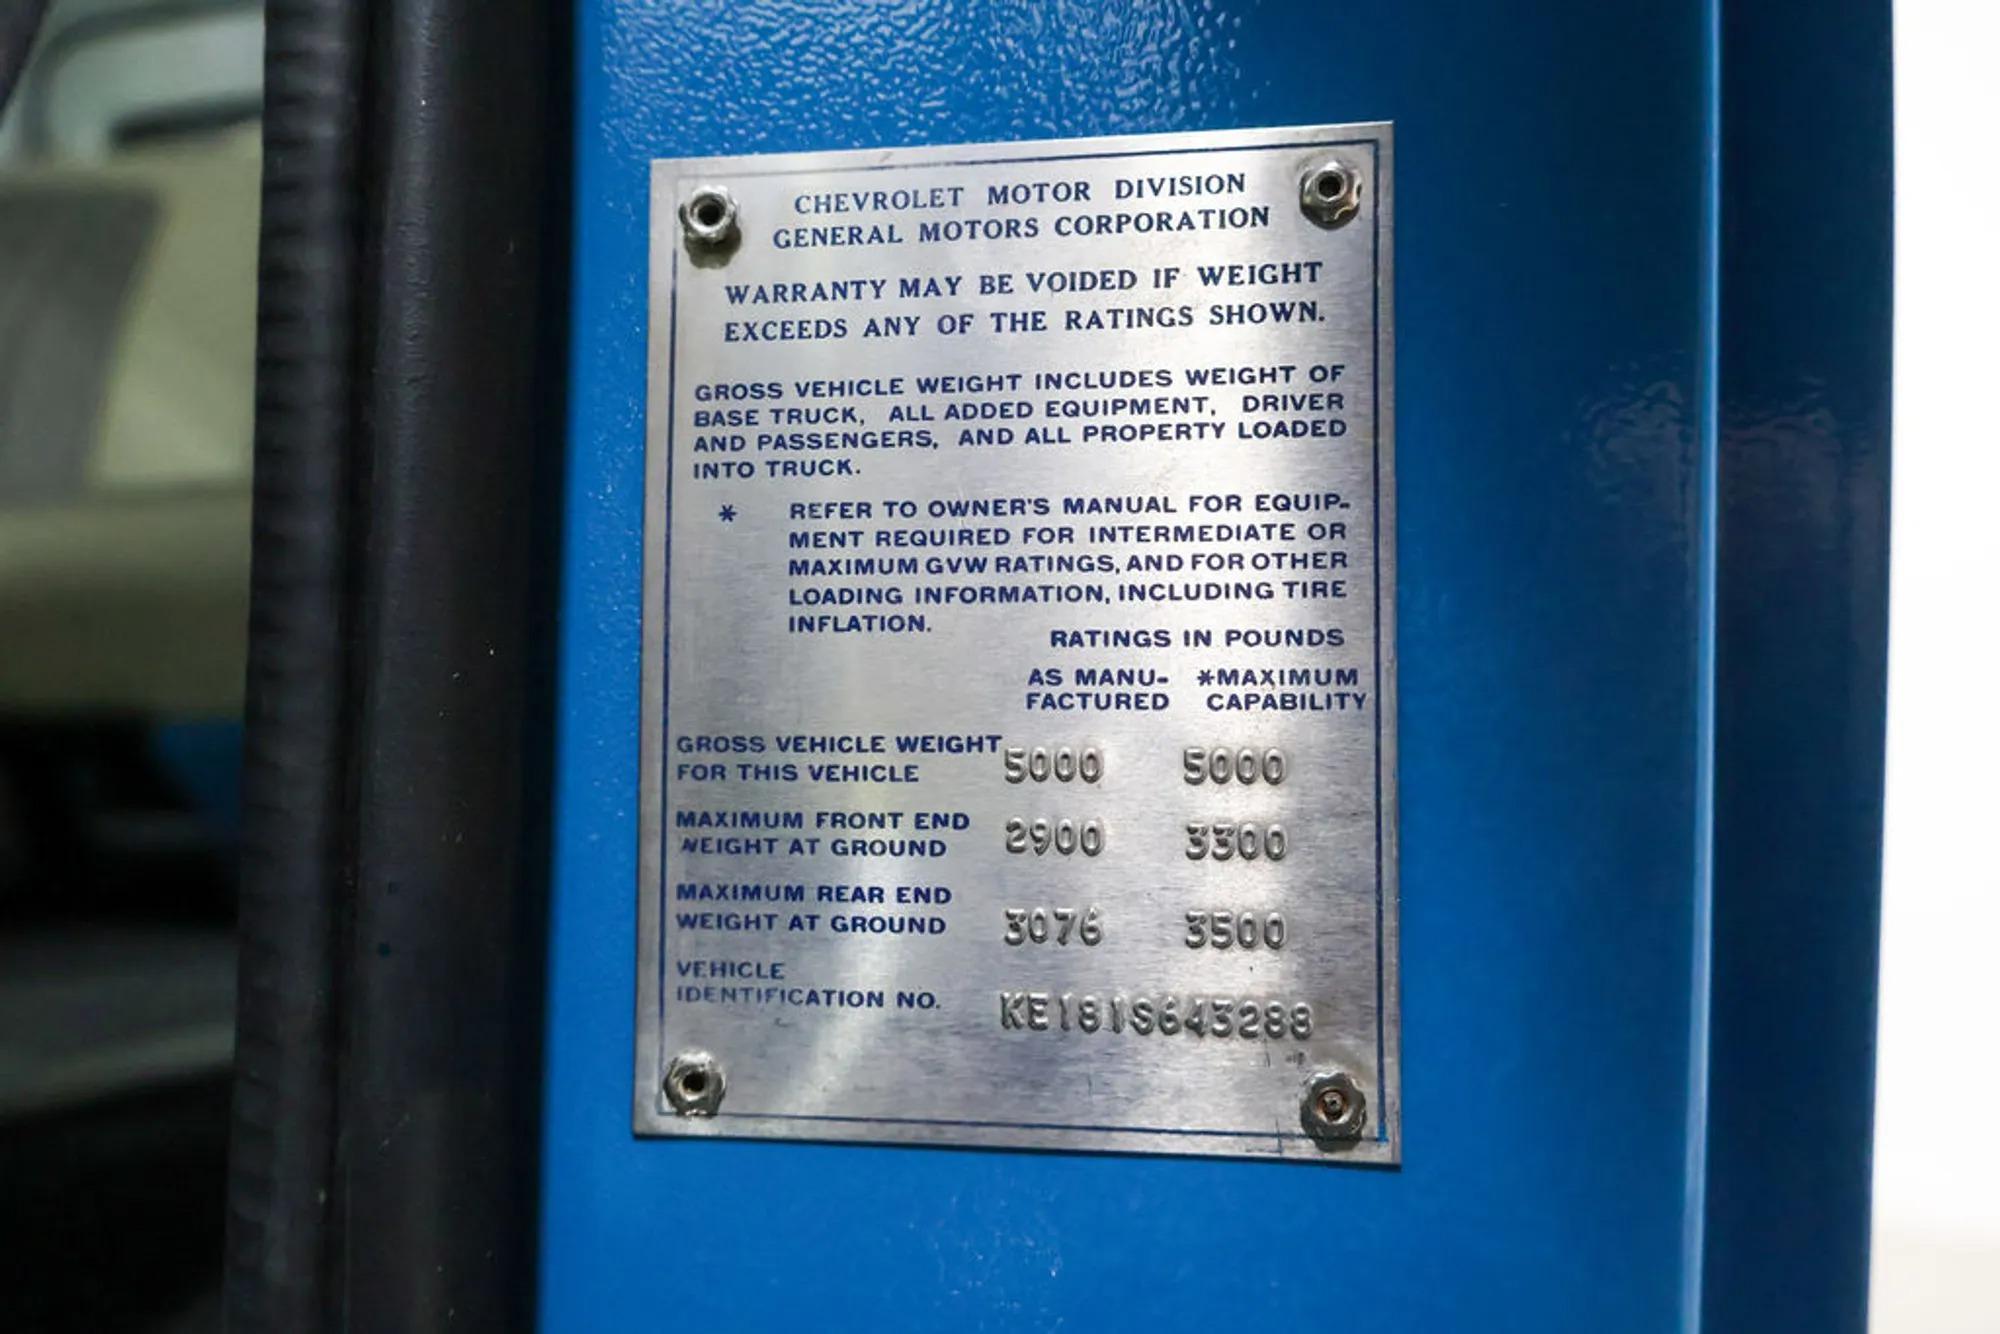 CHEVROLET MOTOR DIVISION
GENERAL MOTORS CORPORATION
WARRANTY MAY BE VOIDED IF WEIGHT
EXCEEDS ANY OF THE RATINGS SHOWN.
GROSS VEHICLE WEIGHT INCLUDES WEIGHT OF
BASE TRUCK, ALL ADDED EQUIPMENT, DRIVER
AND PASSENGERS, AND ALL PROPERTY LOADED
INTO TRUCK.
* REFER TO OWNER'S MANUAL FOR EQUIP-
MENT REQUIRED FOR INTERMEDIATE OR
MAXIMUM GVW RATINGS, AND FOR OTHER
LOADING INFORMATION, INCLUDING TIRE
INFLATION.
RATINGS IN POUNDS
AS MANU- *MAXIMUM
FACTURED CAPABILITY
GROSS VEHICLE WEIGHT
FOR THIS VEHICLE 5000 5000
MAXIMUM FRONT END
WEIGHT AT GROUND 2900 3300
MAXIMUM REAR END
WEIGHT AT GROUND 3076 3500
VEHICLE
IDENTIFICATION NO. KE181S643288